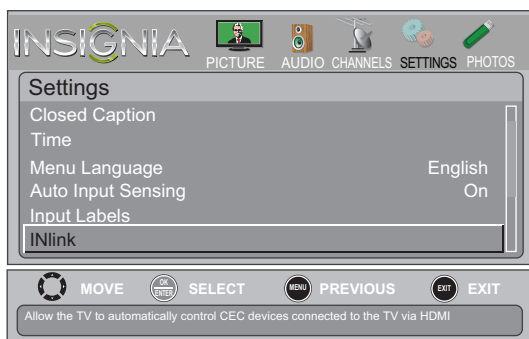 INSIGNIA
PICTURE AUDIO CHANNELS SETTINGS PHOTOS
Settings
Closed Caption
Time
Menu Language English
Auto Input Sensing On
Input Labels
INlink
MOVE OK ENTER SELECT MENU PREVIOUS EXIT EXIT
Allow the TV to automatically control CEC devices connected to the TV via HDMI